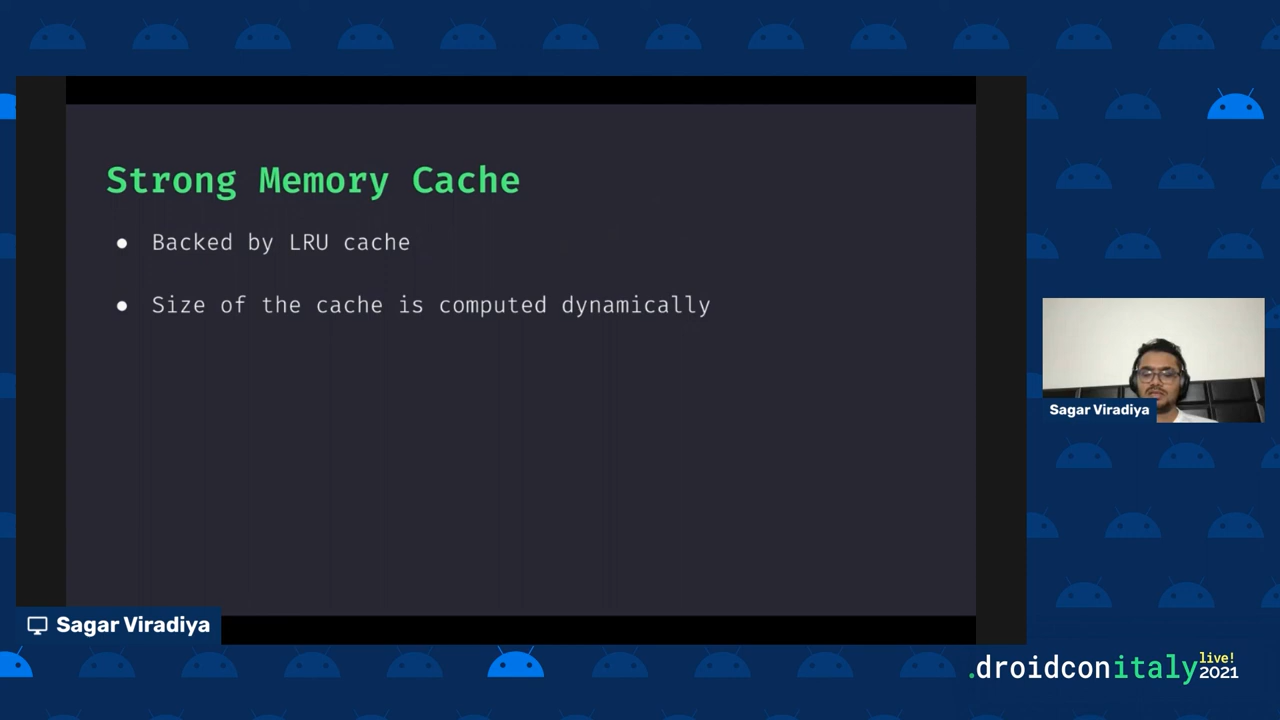 Strong Memory Cache
● Backed by LRU cache
● Size of the cache is computed dynamically
Sagar Viradiya
Sagar Viradiya
.droidconitaly live! 2021